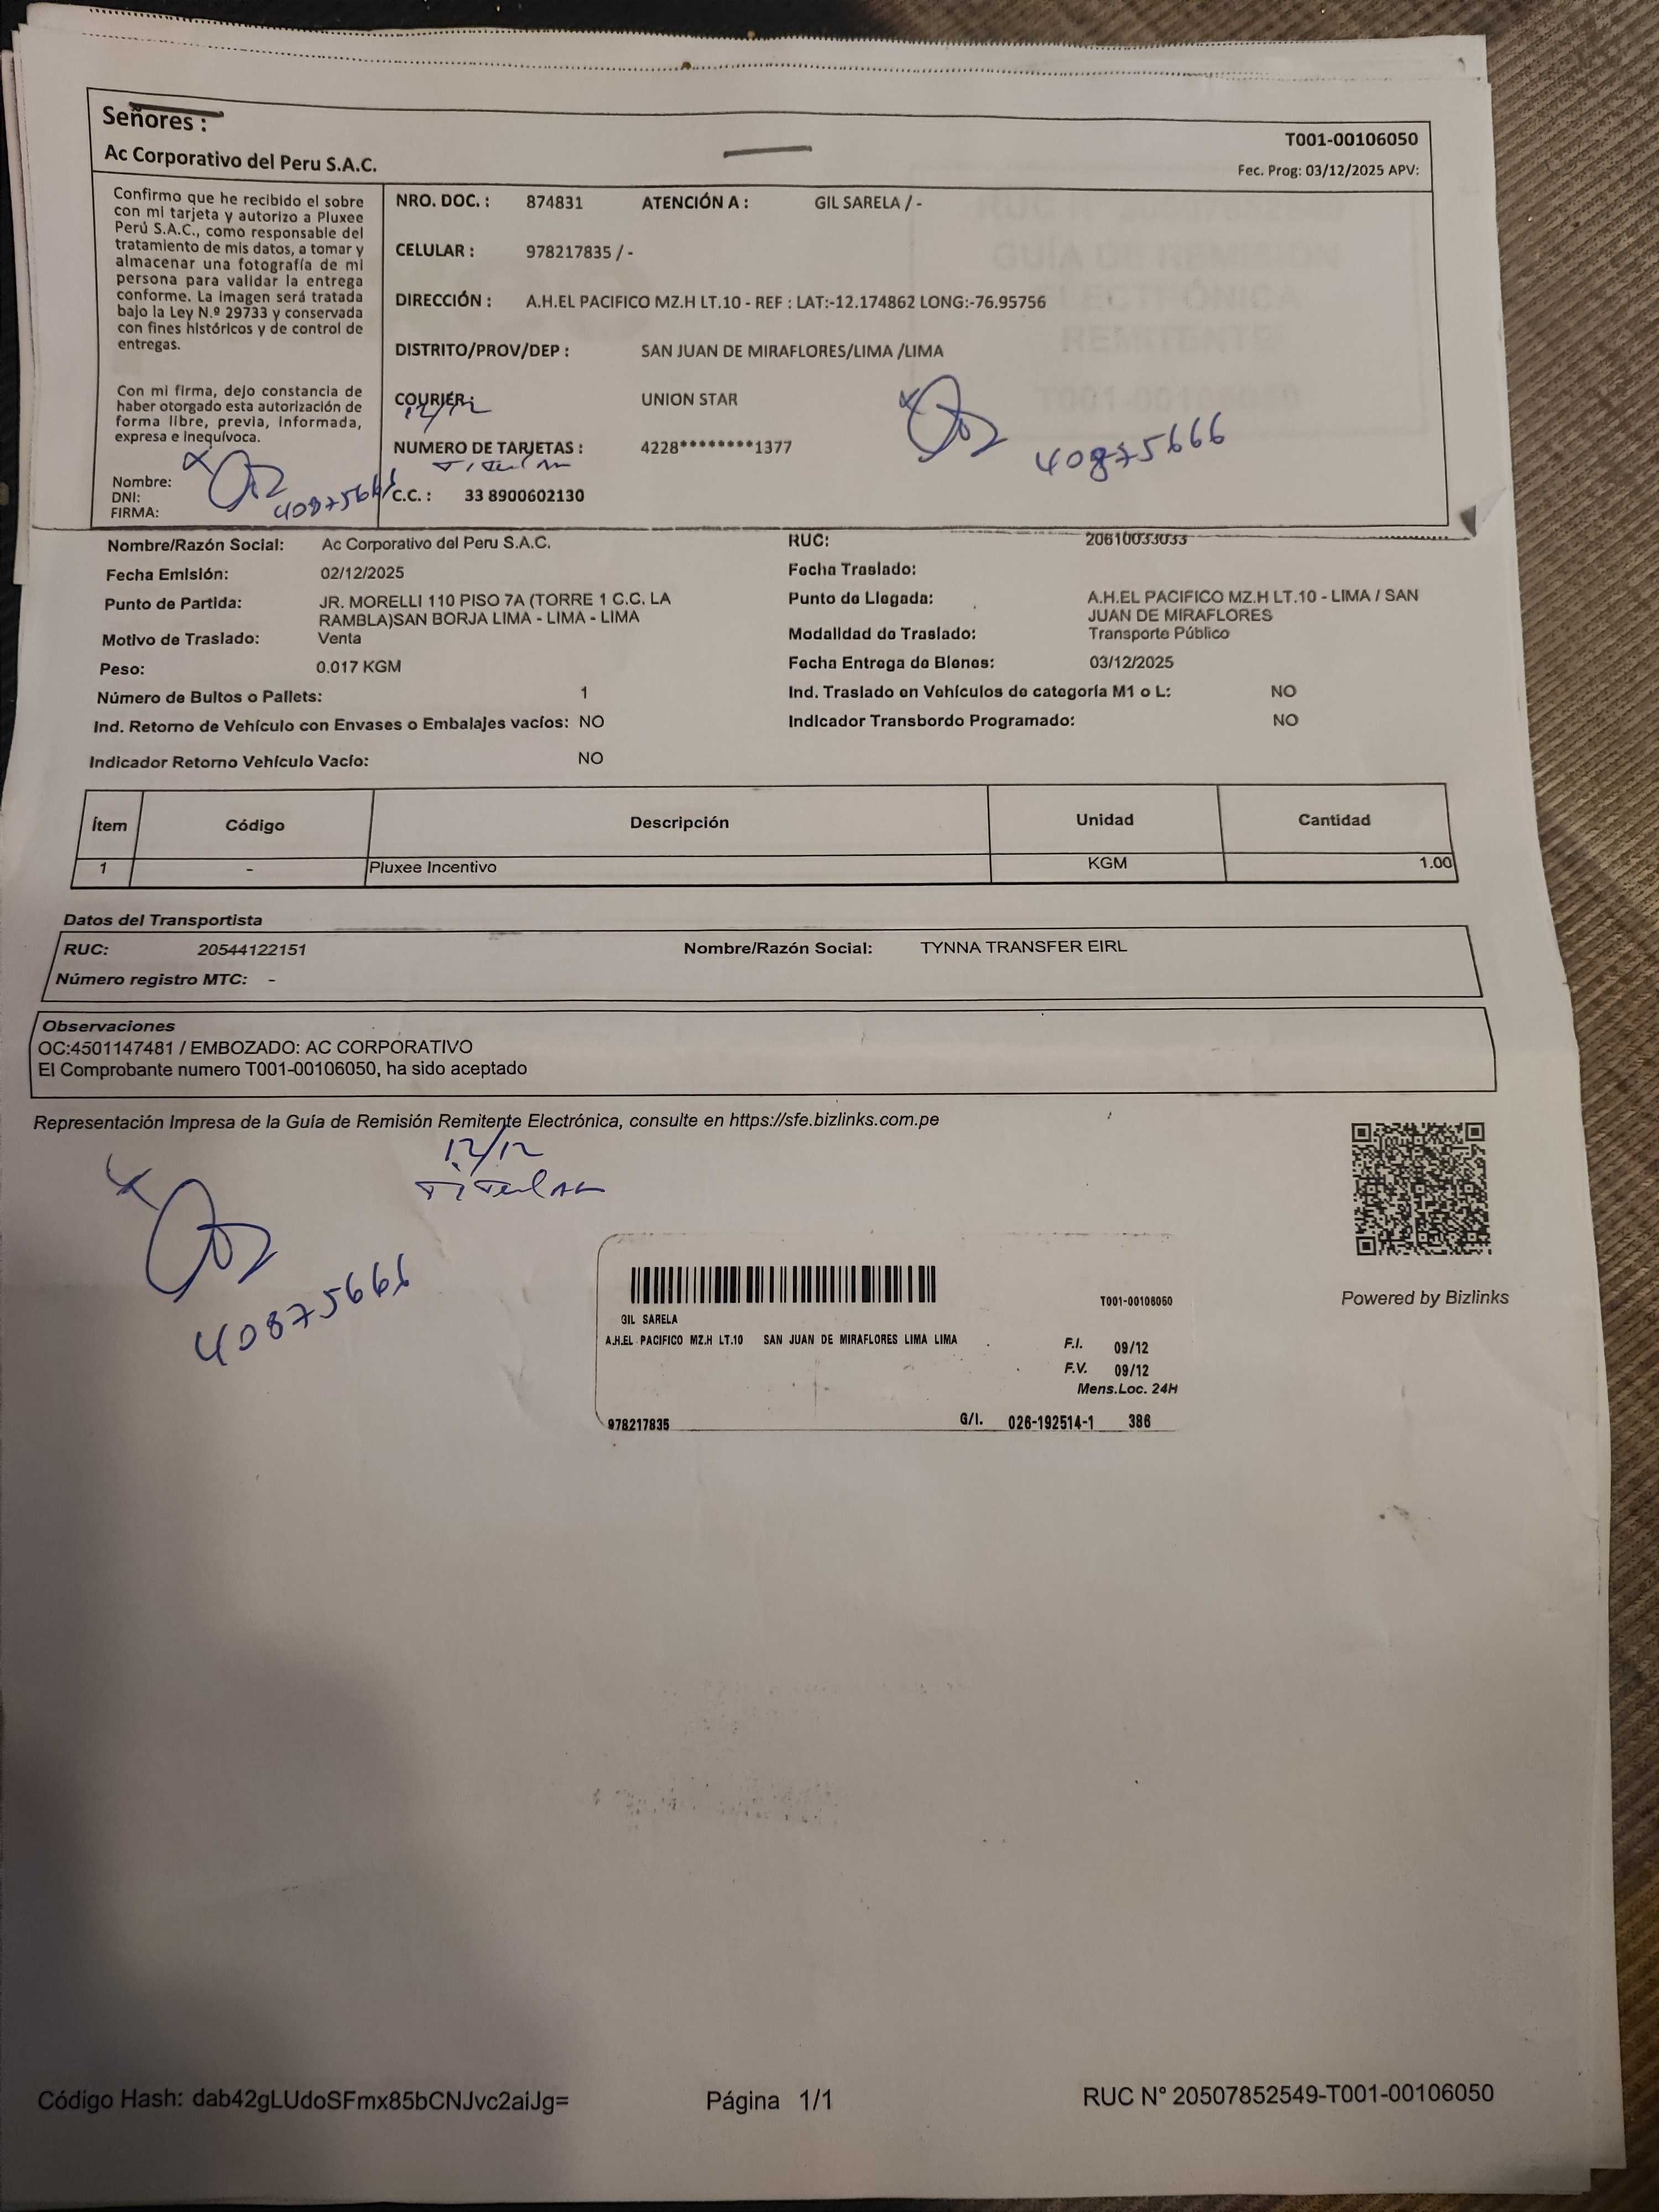 Señores :
Ac Corporativo del Peru S.A.C.
T001-00106050
Fec. Prog: 03/12/2025 APV:
Confirmo que he recibido el sobre
con mi tarjeta y autorizo a Pluxee
Perú S.A.C., como responsable del
tratamiento de mis datos, a tomar y
almacenar una fotografía de mi
persona para validar la entrega
conforme. La imagen será tratada
bajo la Ley N.º 29733 y conservada
con fines históricos y de control de
entregas.
Con mi firma, dejo constancia de
haber otorgado esta autorización de
forma libre, previa, informada,
expresa e inequívoca.
Nombre:
DNI:
FIRMA:
40875666
NRO. DOC. : 874831 ATENCIÓN A : GIL SARELA / -
CELULAR : 978217835 / -
DIRECCIÓN : A.H.EL PACIFICO MZ.H LT.10 - REF : LAT:-12.174862 LONG:-76.95756
DISTRITO/PROV/DEP : SAN JUAN DE MIRAFLORES/LIMA /LIMA
COURIER: UNION STAR
12/12
NUMERO DE TARJETAS : 4228********1377
Titular
40875666
C.C. : 33 8900602130
GUÍA DE REMISIÓN
ELECTRÓNICA
REMITENTE
Nombre/Razón Social: Ac Corporativo del Peru S.A.C. RUC: 20610033033
Fecha Emisión: 02/12/2025 Fecha Traslado:
Punto de Partida: JR. MORELLI 110 PISO 7A (TORRE 1 C.C. LA Punto de Llegada: A.H.EL PACIFICO MZ.H LT.10 - LIMA / SAN
RAMBLA)SAN BORJA LIMA - LIMA - LIMA JUAN DE MIRAFLORES
Motivo de Traslado: Venta Modalidad de Traslado: Transporte Público
Peso: 0.017 KGM Fecha Entrega de Bienes: 03/12/2025
Número de Bultos o Pallets: 1 Ind. Traslado en Vehículos de categoría M1 o L: NO
Ind. Retorno de Vehículo con Envases o Embalajes vacíos: NO Indicador Transbordo Programado: NO
Indicador Retorno Vehículo Vacío: NO
Ítem Código Descripción Unidad Cantidad
1 - Pluxee Incentivo KGM 1.00
Datos del Transportista
RUC: 20544122151 Nombre/Razón Social: TYNNA TRANSFER EIRL
Número registro MTC: -
Observaciones
OC:4501147481 / EMBOZADO: AC CORPORATIVO
El Comprobante numero T001-00106050, ha sido aceptado
Representación Impresa de la Guía de Remisión Remitente Electrónica, consulte en https://sfe.bizlinks.com.pe
12/12
Titular
40875666
T001-00106050
GIL SARELA
A.H.EL PACIFICO MZ.H LT.10 SAN JUAN DE MIRAFLORES LIMA LIMA
F.I. 09/12
F.V. 09/12
Mens.Loc. 24H
978217835 G/I. 026-192514-1 386
Powered by Bizlinks
Código Hash: dab42gLUdoSFmx85bCNJvc2aiJg= Página 1/1 RUC N° 20507852549-T001-00106050